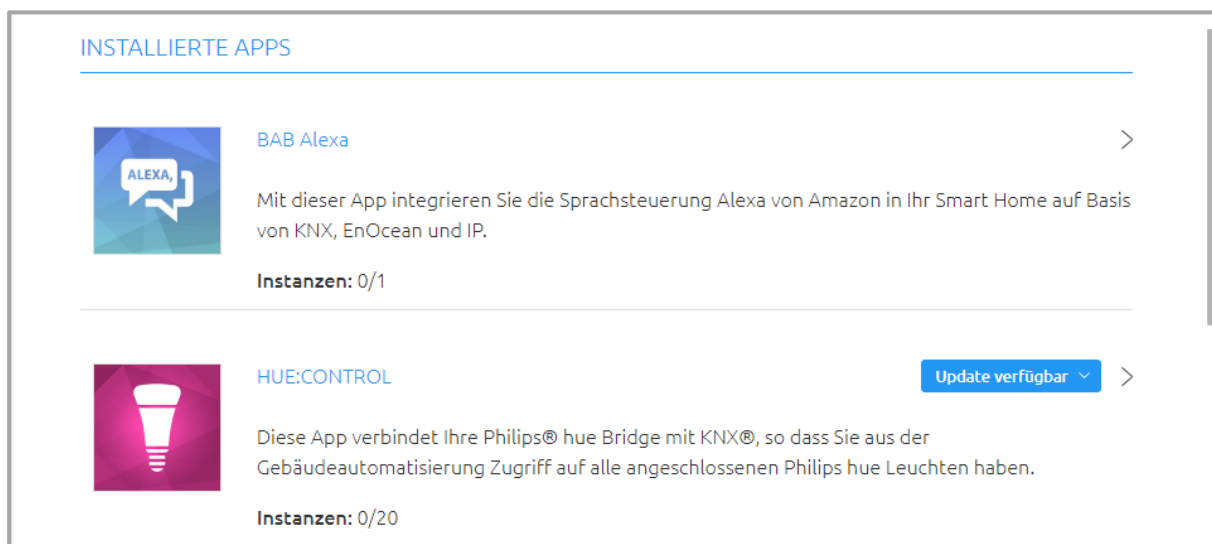 INSTALLIERTE APPS
BAB Alexa
ALEXA,
Mit dieser App integrieren Sie die Sprachsteuerung Alexa von Amazon in Ihr Smart Home auf Basis
von KNX, EnOcean und IP.
Instanzen: 0/1
HUE:CONTROL
Update verfügbar
Diese App verbindet Ihre Philips® hue Bridge mit KNX®, so dass Sie aus der
Gebäudeautomatisierung Zugriff auf alle angeschlossenen Philips hue Leuchten haben.
Instanzen: 0/20